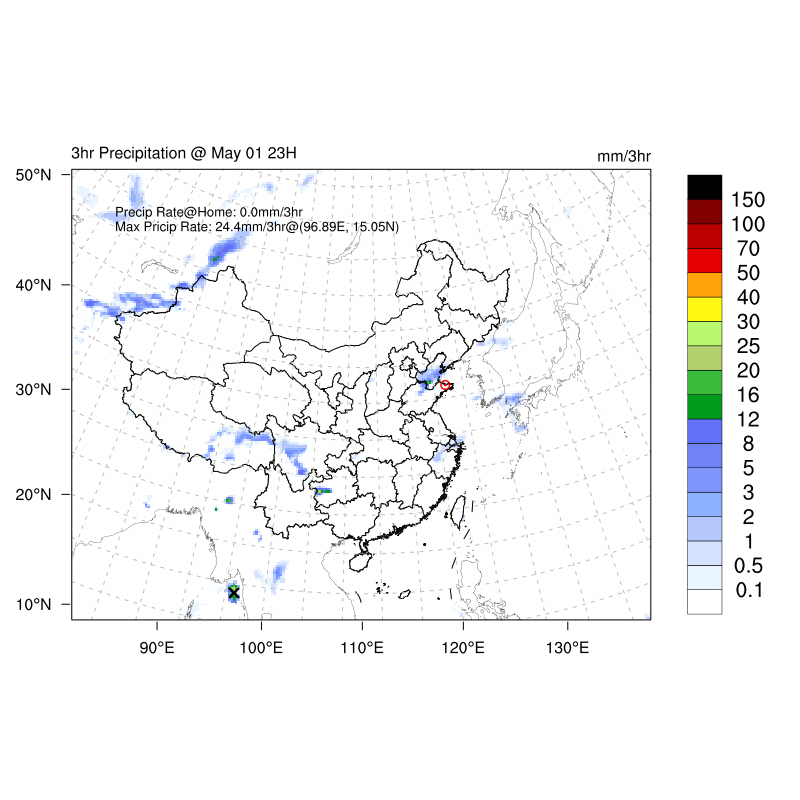 3hr Precipitation @ May 01 23H
mm/3hr
Precip Rate@Home: 0.0mm/3hr
Max Pricip Rate: 24.4mm/3hr@(96.89E, 15.05N)
50°N
40°N
30°N
20°N
10°N
90°E
100°E
110°E
120°E
130°E
150
100
70
50
40
30
25
20
16
12
8
5
3
2
1
0.5
0.1